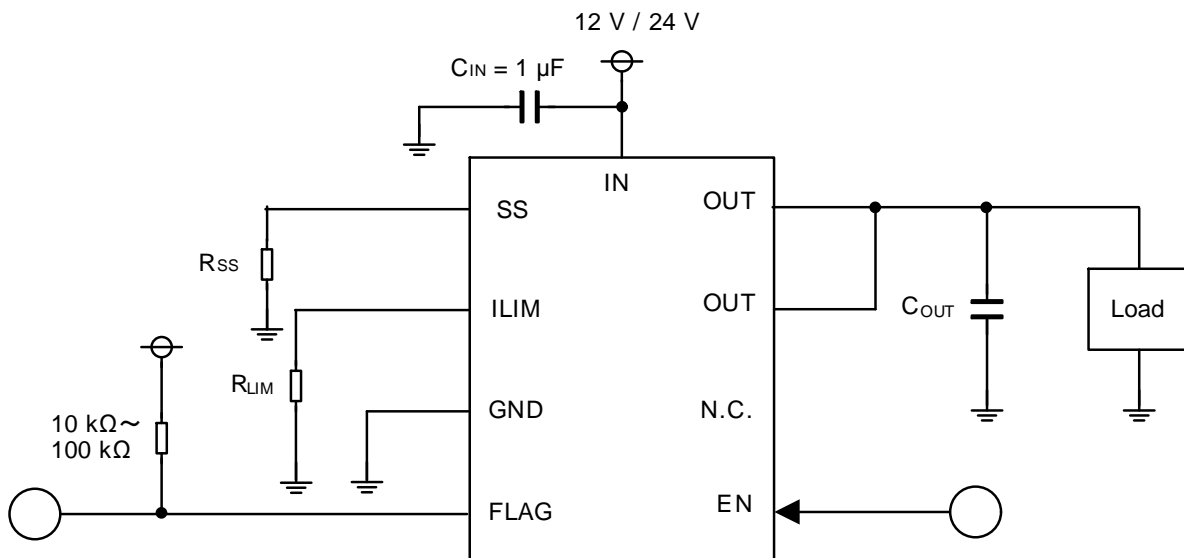 12 V / 24 V
CIN = 1 µF
IN
SS
OUT
RSS
ILIM
OUT
COUT
Load
RLIM
GND
N.C.
10 kΩ~
100 kΩ
FLAG
EN